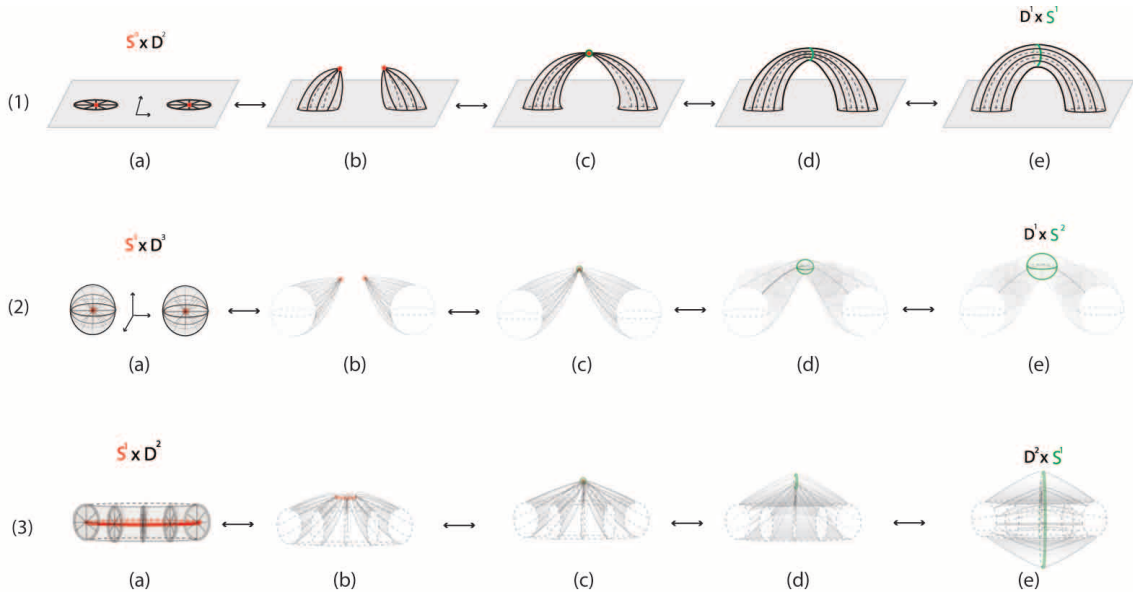 S⁰ x D²
D¹ x S¹
(1)
(a) (b) (c) (d) (e)
S⁰ x D³
D¹ x S²
(2)
(a) (b) (c) (d) (e)
S¹ x D²
D² x S¹
(3)
(a) (b) (c) (d) (e)